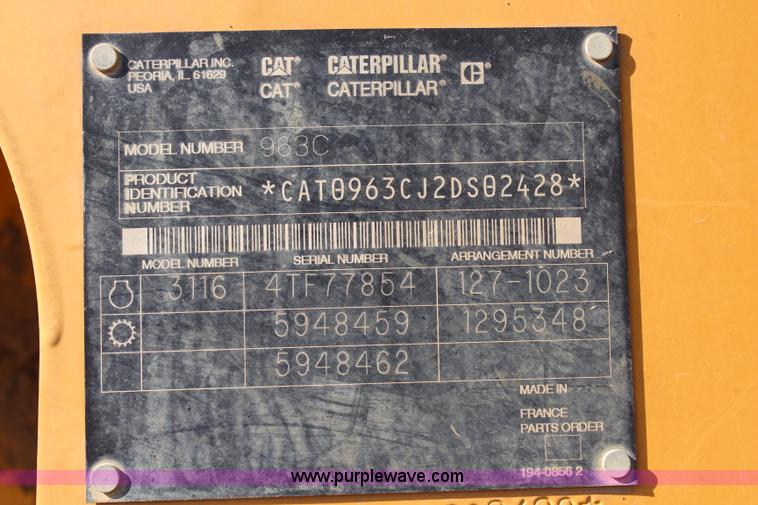 CATERPILLAR INC.
PEORIA, IL 61629
USA
CAT® CATERPILLAR® ®
CAT® CATERPILLAR®
MODEL NUMBER 963C
PRODUCT IDENTIFICATION NUMBER *CAT0963CJ2DS02428*
MODEL NUMBER SERIAL NUMBER ARRANGEMENT NUMBER
3116 4TF77854 127-1023
5948459 1295348
5948462
MADE IN
FRANCE
PARTS ORDER
194-0856 2
www.purplewave.com